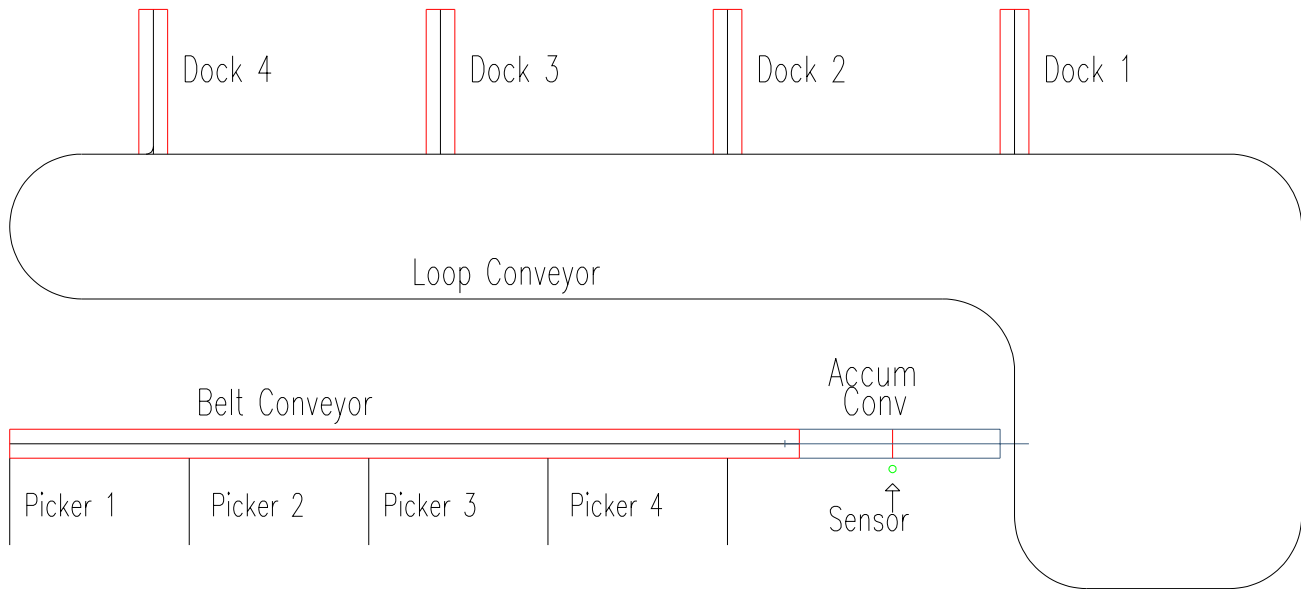 Dock 4
Dock 3
Dock 2
Dock 1
Loop Conveyor
Accum
Conv
Belt Conveyor
Picker 1
Picker 2
Picker 3
Picker 4
Sensor